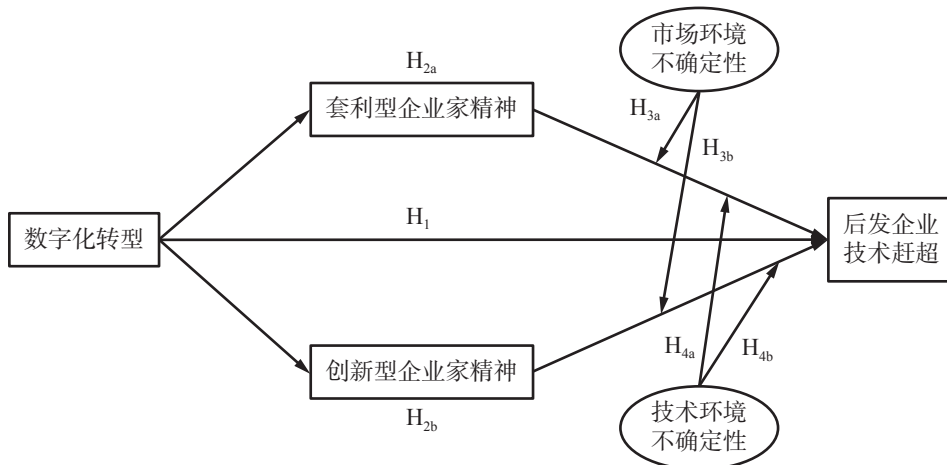 市场环境
不确定性
H2a
套利型企业家精神
H3a
H3b
数字化转型
H1
后发企业
技术赶超
创新型企业家精神
H2b
H4a
H4b
技术环境
不确定性